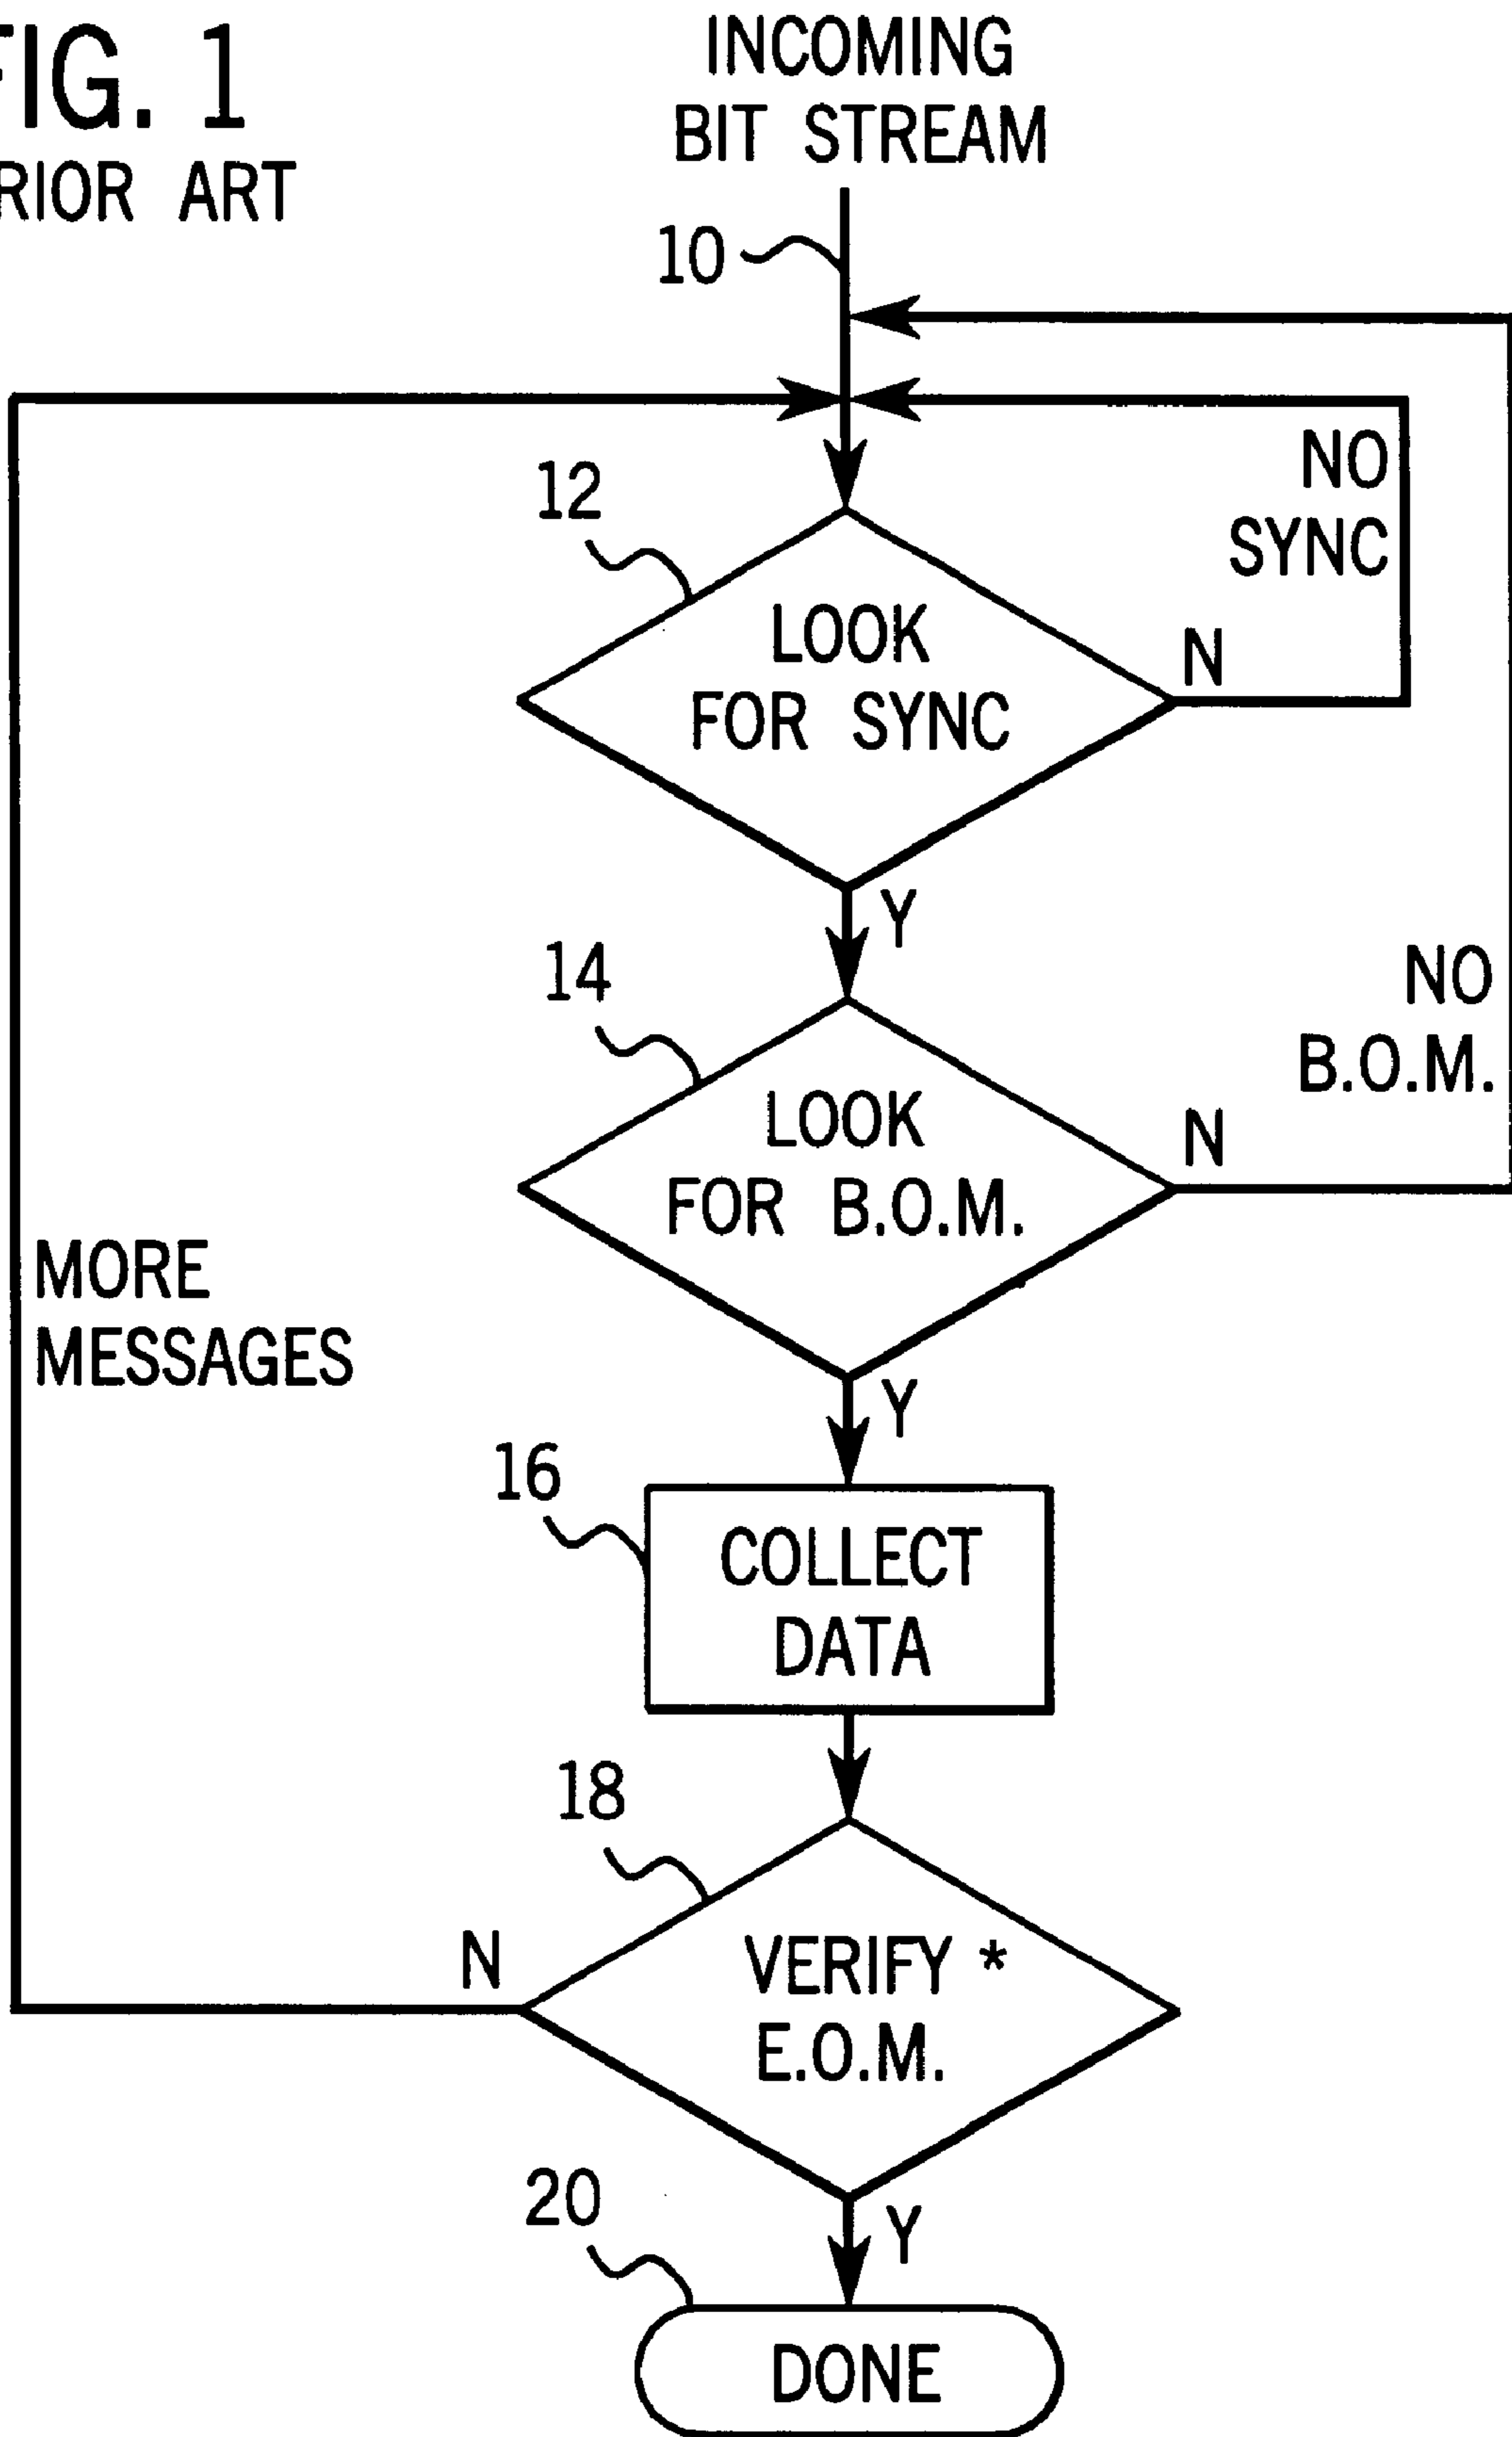 FIG. 1
PRIOR ART
INCOMING
BIT STREAM
10
NO
SYNC
12
LOOK
FOR SYNC
N
Y
14
NO
B.O.M.
LOOK
FOR B.O.M.
N
MORE
MESSAGES
Y
16
COLLECT
DATA
18
N
VERIFY *
E.O.M.
20
Y
DONE